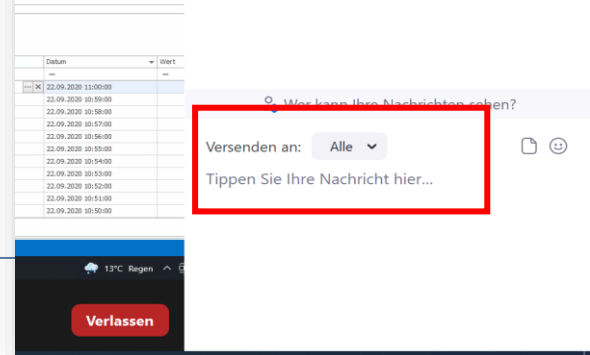 Datum Wert
22.09.2020 11:00:00
22.09.2020 10:59:00
22.09.2020 10:58:00
22.09.2020 10:57:00
22.09.2020 10:56:00
22.09.2020 10:55:00
22.09.2020 10:54:00
22.09.2020 10:53:00
22.09.2020 10:52:00
22.09.2020 10:51:00
22.09.2020 10:50:00
13°C Regen
Verlassen
Wer kann Ihre Nachrichten sehen?
Versenden an: Alle
Tippen Sie Ihre Nachricht hier...